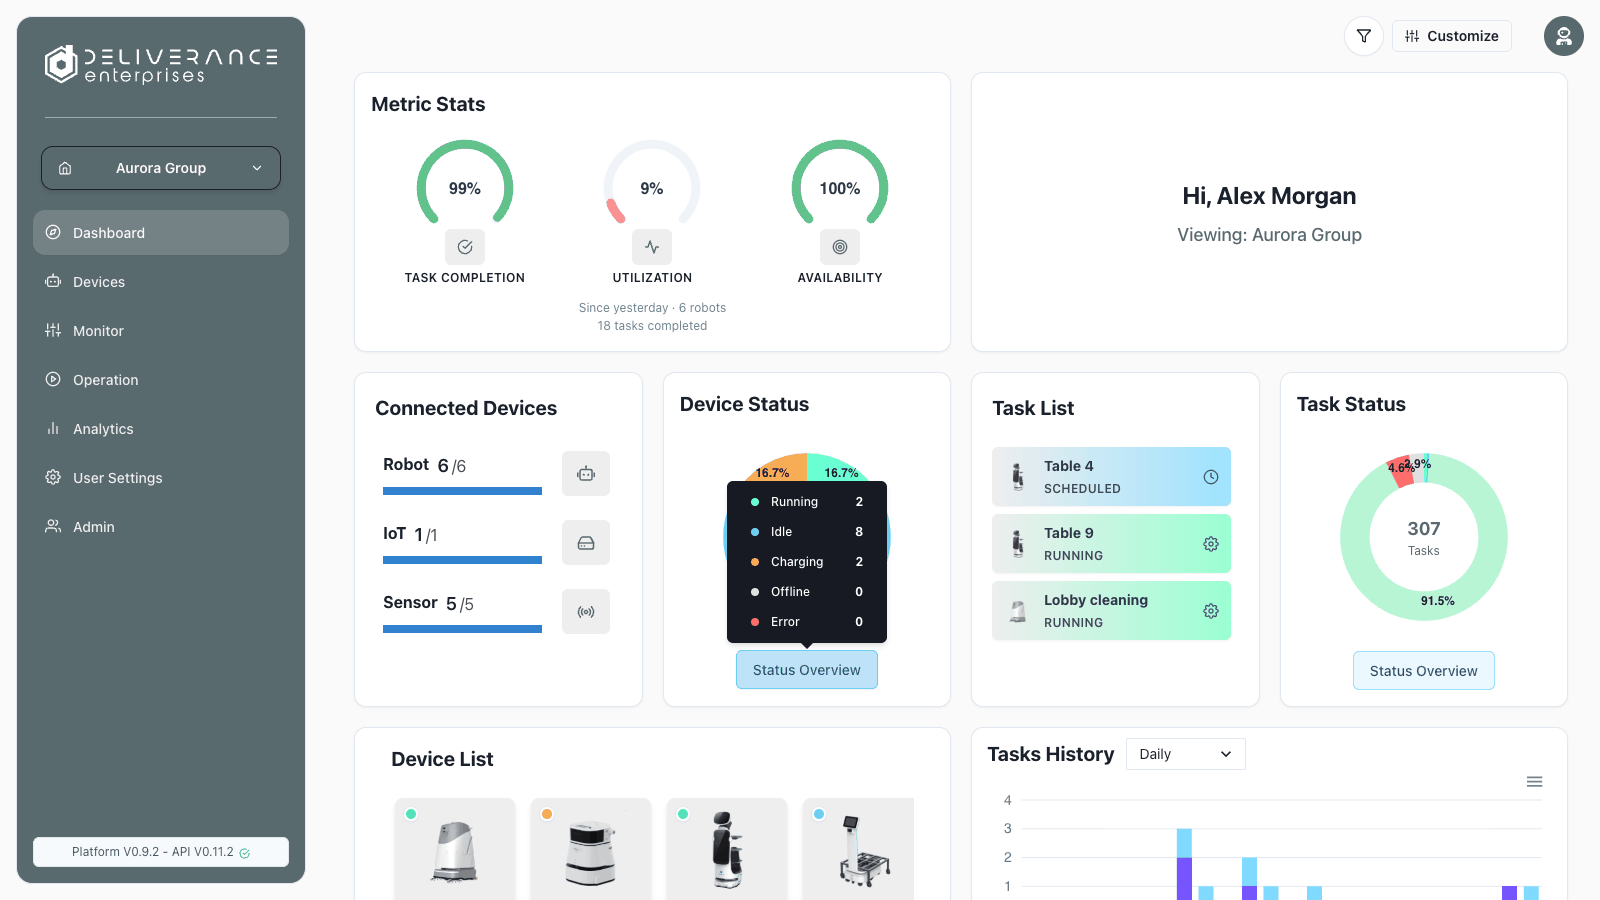 DELIVERANCE
enterprises
Aurora Group
Dashboard
Devices
Monitor
Operation
Analytics
User Settings
Admin
Platform V0.9.2 - API V0.11.2
Customize
Metric Stats
99%
9%
100%
TASK COMPLETION
UTILIZATION
AVAILABILITY
Since yesterday · 6 robots
18 tasks completed
Hi, Alex Morgan
Viewing: Aurora Group
Connected Devices
Robot 6 /6
IoT 1 /1
Sensor 5 /5
Device Status
16.7%
16.7%
Running 2
Idle 8
Charging 2
Offline 0
Error 0
Status Overview
Task List
Table 4
SCHEDULED
Table 9
RUNNING
Lobby cleaning
RUNNING
Task Status
4.6%
2.9%
307
Tasks
91.5%
Status Overview
Device List
Tasks History
Daily
4
3
2
1